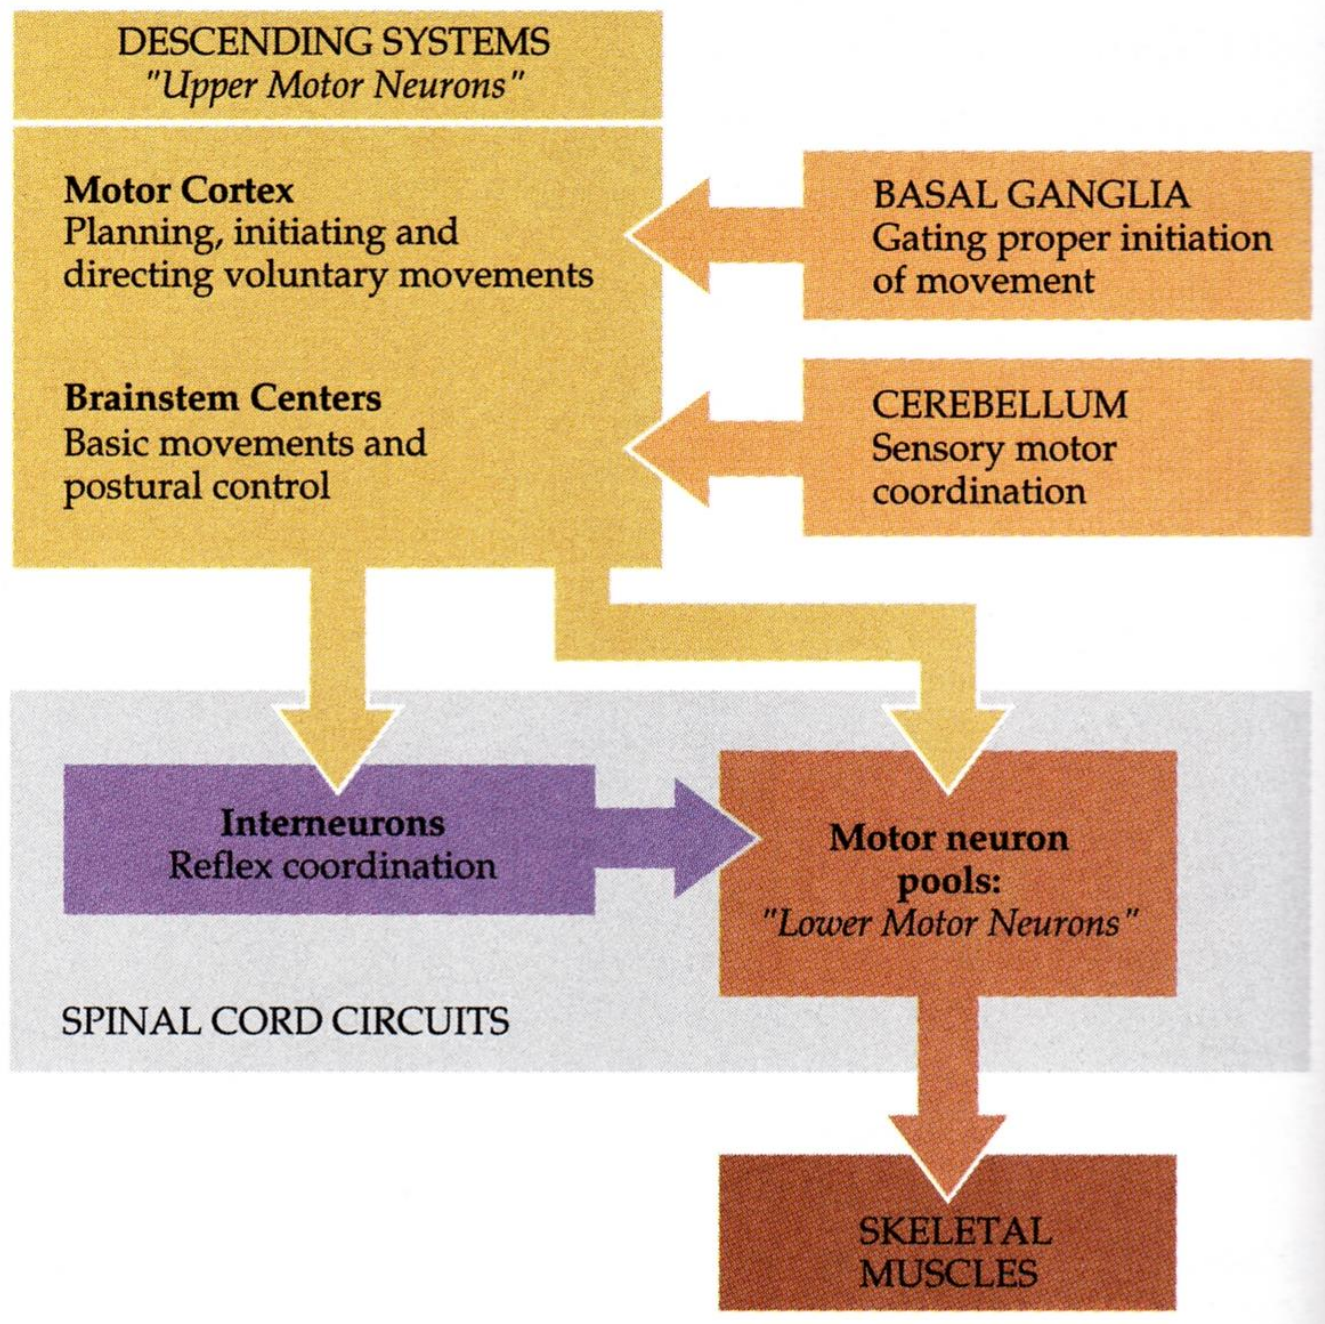 DESCENDING SYSTEMS
"Upper Motor Neurons"
Motor Cortex
Planning, initiating and
directing voluntary movements
Brainstem Centers
Basic movements and
postural control
BASAL GANGLIA
Gating proper initiation
of movement
CEREBELLUM
Sensory motor
coordination
Interneurons
Reflex coordination
Motor neuron
pools:
"Lower Motor Neurons"
SPINAL CORD CIRCUITS
SKELETAL
MUSCLES